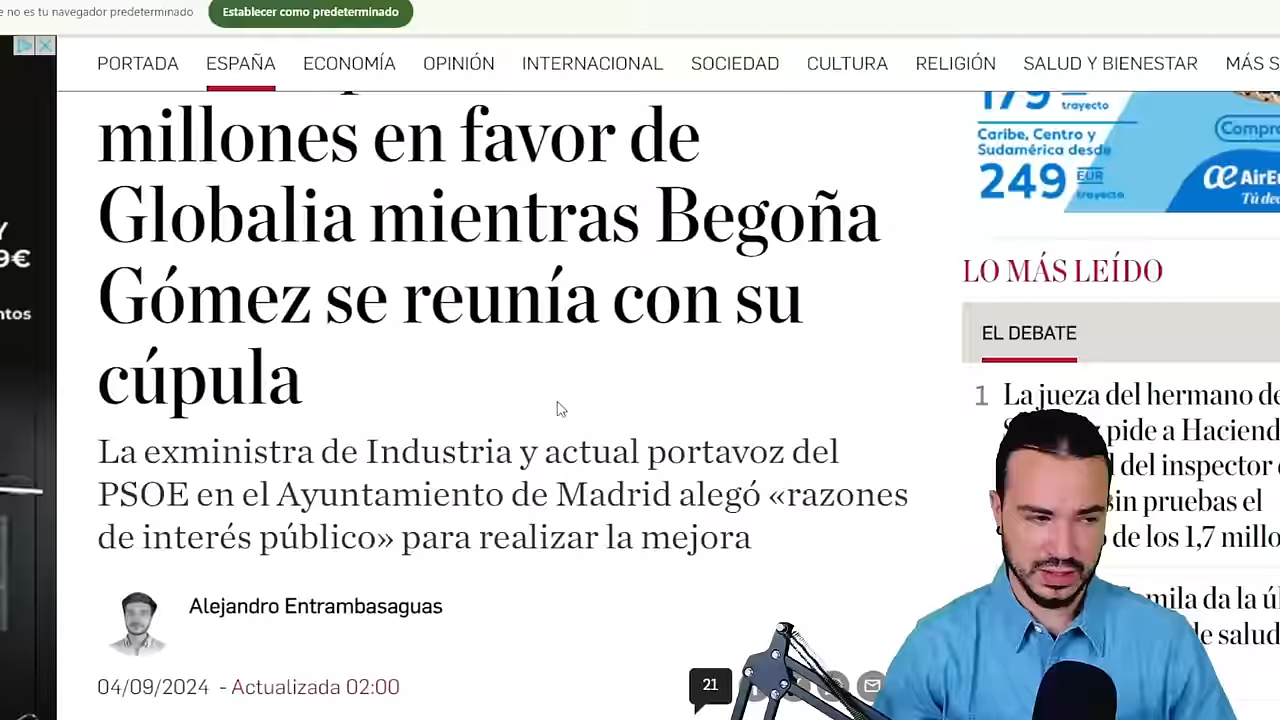 no es tu navegador predeterminado
Establecer como predeterminado
PORTADA ESPAÑA ECONOMÍA OPINIÓN INTERNACIONAL SOCIEDAD CULTURA RELIGIÓN SALUD Y BIENESTAR MÁS
millones en favor de
Globalia mientras Begoña
Gómez se reunía con su
cúpula
La exministra de Industria y actual portavoz del
PSOE en el Ayuntamiento de Madrid alegó «razones
de interés público» para realizar la mejora
Alejandro Entrambasaguas
04/09/2024 - Actualizada 02:00
21
179
trayecto
Caribe, Centro y
Sudamérica desde
249 EUR
trayecto
LO MÁS LEÍDO
EL DEBATE
1 La jueza del hermano
pide a
del inspector
sin pruebas el
de los 1,7
da la